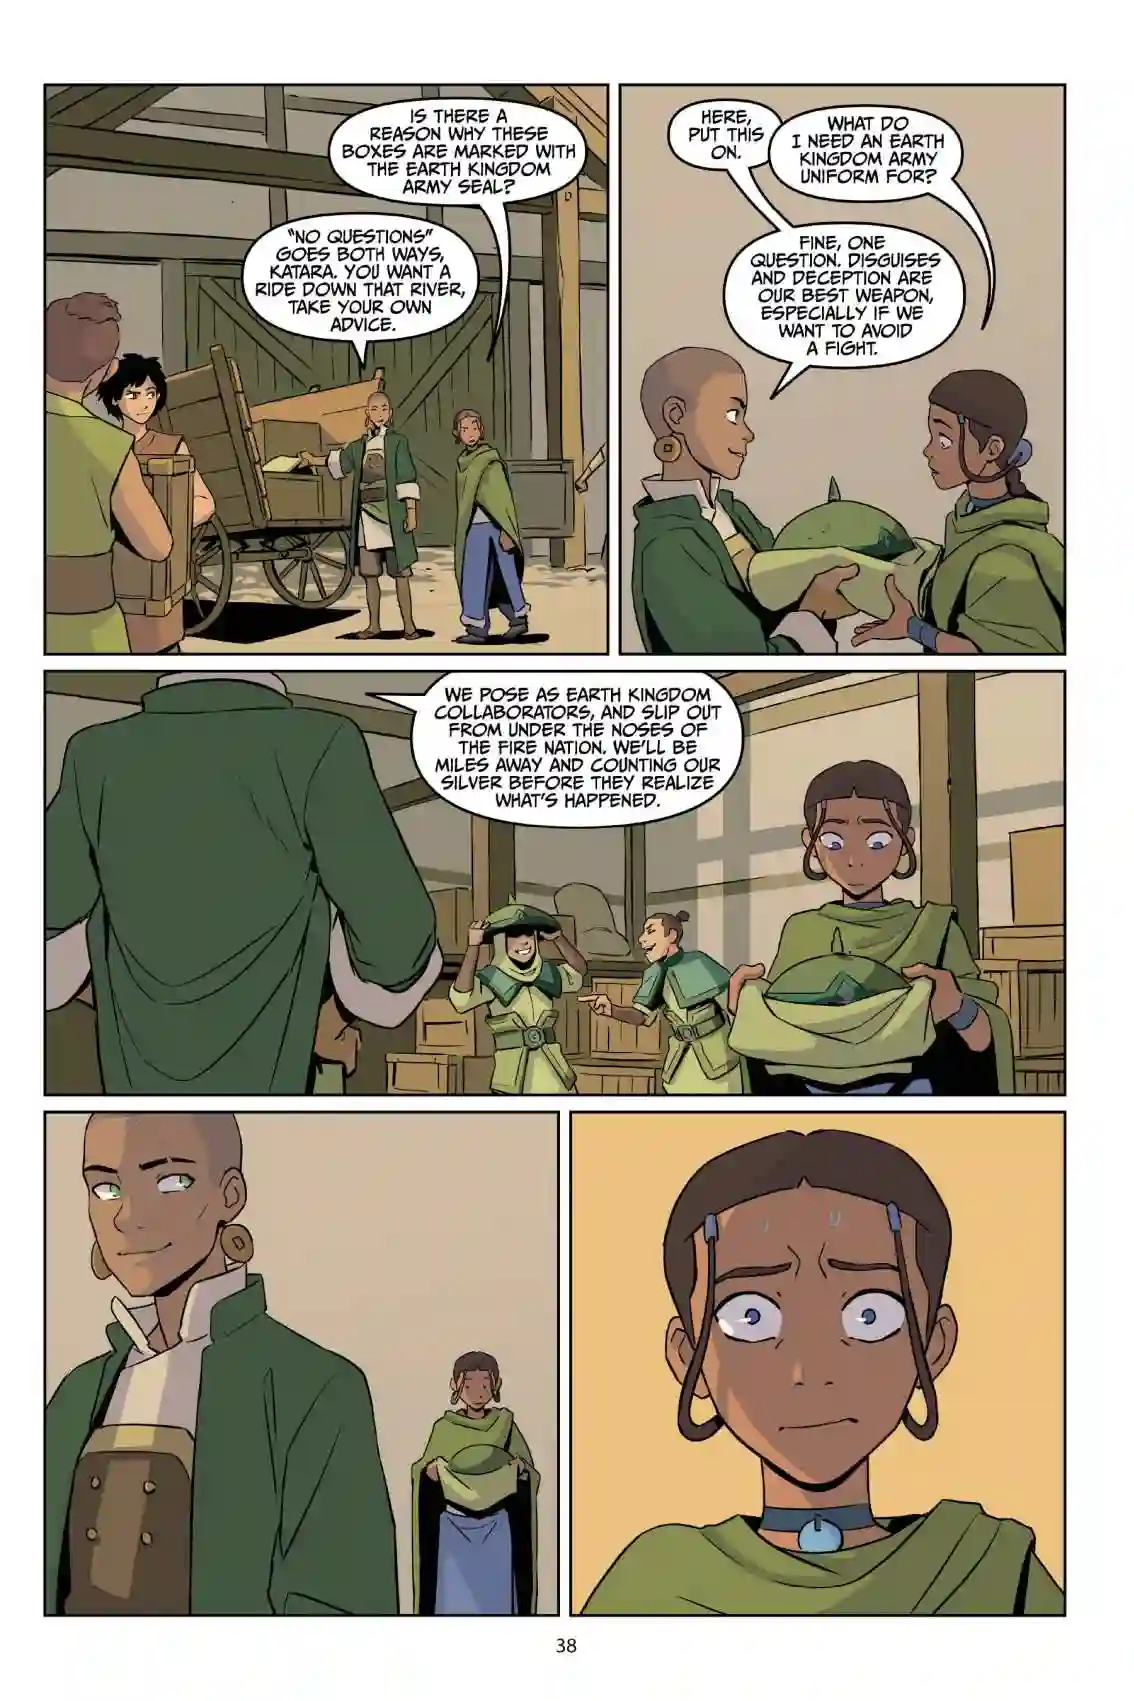 IS THERE A
REASON WHY THESE
BOXES ARE MARKED WITH
THE EARTH KINGDOM
ARMY SEAL?
"NO QUESTIONS"
GOES BOTH WAYS,
KATARA. YOU WANT A
RIDE DOWN THAT RIVER,
TAKE YOUR OWN
ADVICE.
HERE,
PUT THIS
ON.
WHAT DO
I NEED AN EARTH
KINGDOM ARMY
UNIFORM FOR?
FINE, ONE
QUESTION. DISGUISES
AND DECEPTION ARE
OUR BEST WEAPON,
ESPECIALLY IF WE
WANT TO AVOID
A FIGHT.
WE POSE AS EARTH KINGDOM
COLLABORATORS, AND SLIP OUT
FROM UNDER THE NOSES OF
THE FIRE NATION. WE'LL BE
MILES AWAY AND COUNTING OUR
SILVER BEFORE THEY REALIZE
WHAT'S HAPPENED.
38